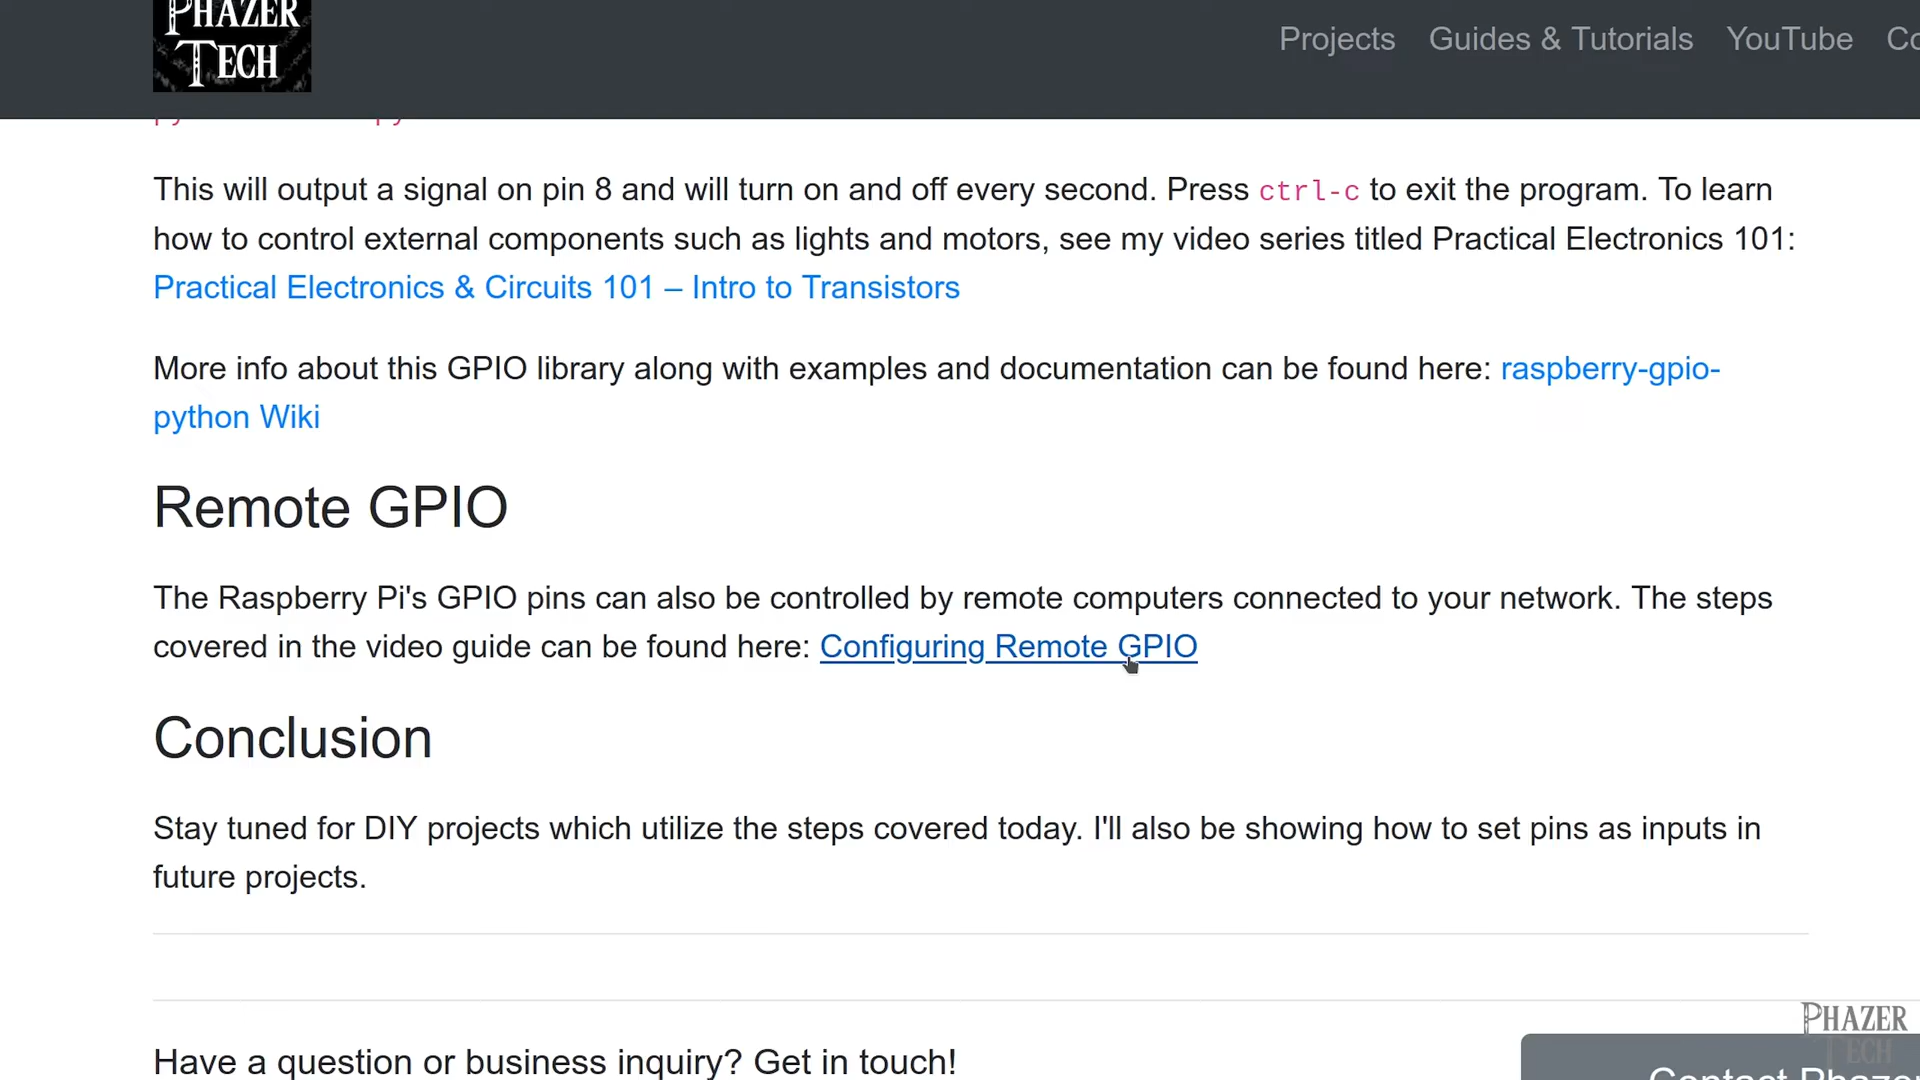 PHAZER
TECH
Projects Guides & Tutorials YouTube
This will output a signal on pin 8 and will turn on and off every second. Press ctrl-c to exit the program. To learn
how to control external components such as lights and motors, see my video series titled Practical Electronics 101:
Practical Electronics & Circuits 101 – Intro to Transistors
More info about this GPIO library along with examples and documentation can be found here: raspberry-gpio-
python Wiki
Remote GPIO
The Raspberry Pi's GPIO pins can also be controlled by remote computers connected to your network. The steps
covered in the video guide can be found here: Configuring Remote GPIO
Conclusion
Stay tuned for DIY projects which utilize the steps covered today. I'll also be showing how to set pins as inputs in
future projects.
Have a question or business inquiry? Get in touch!
Contact Phazer
PHAZER
TECH